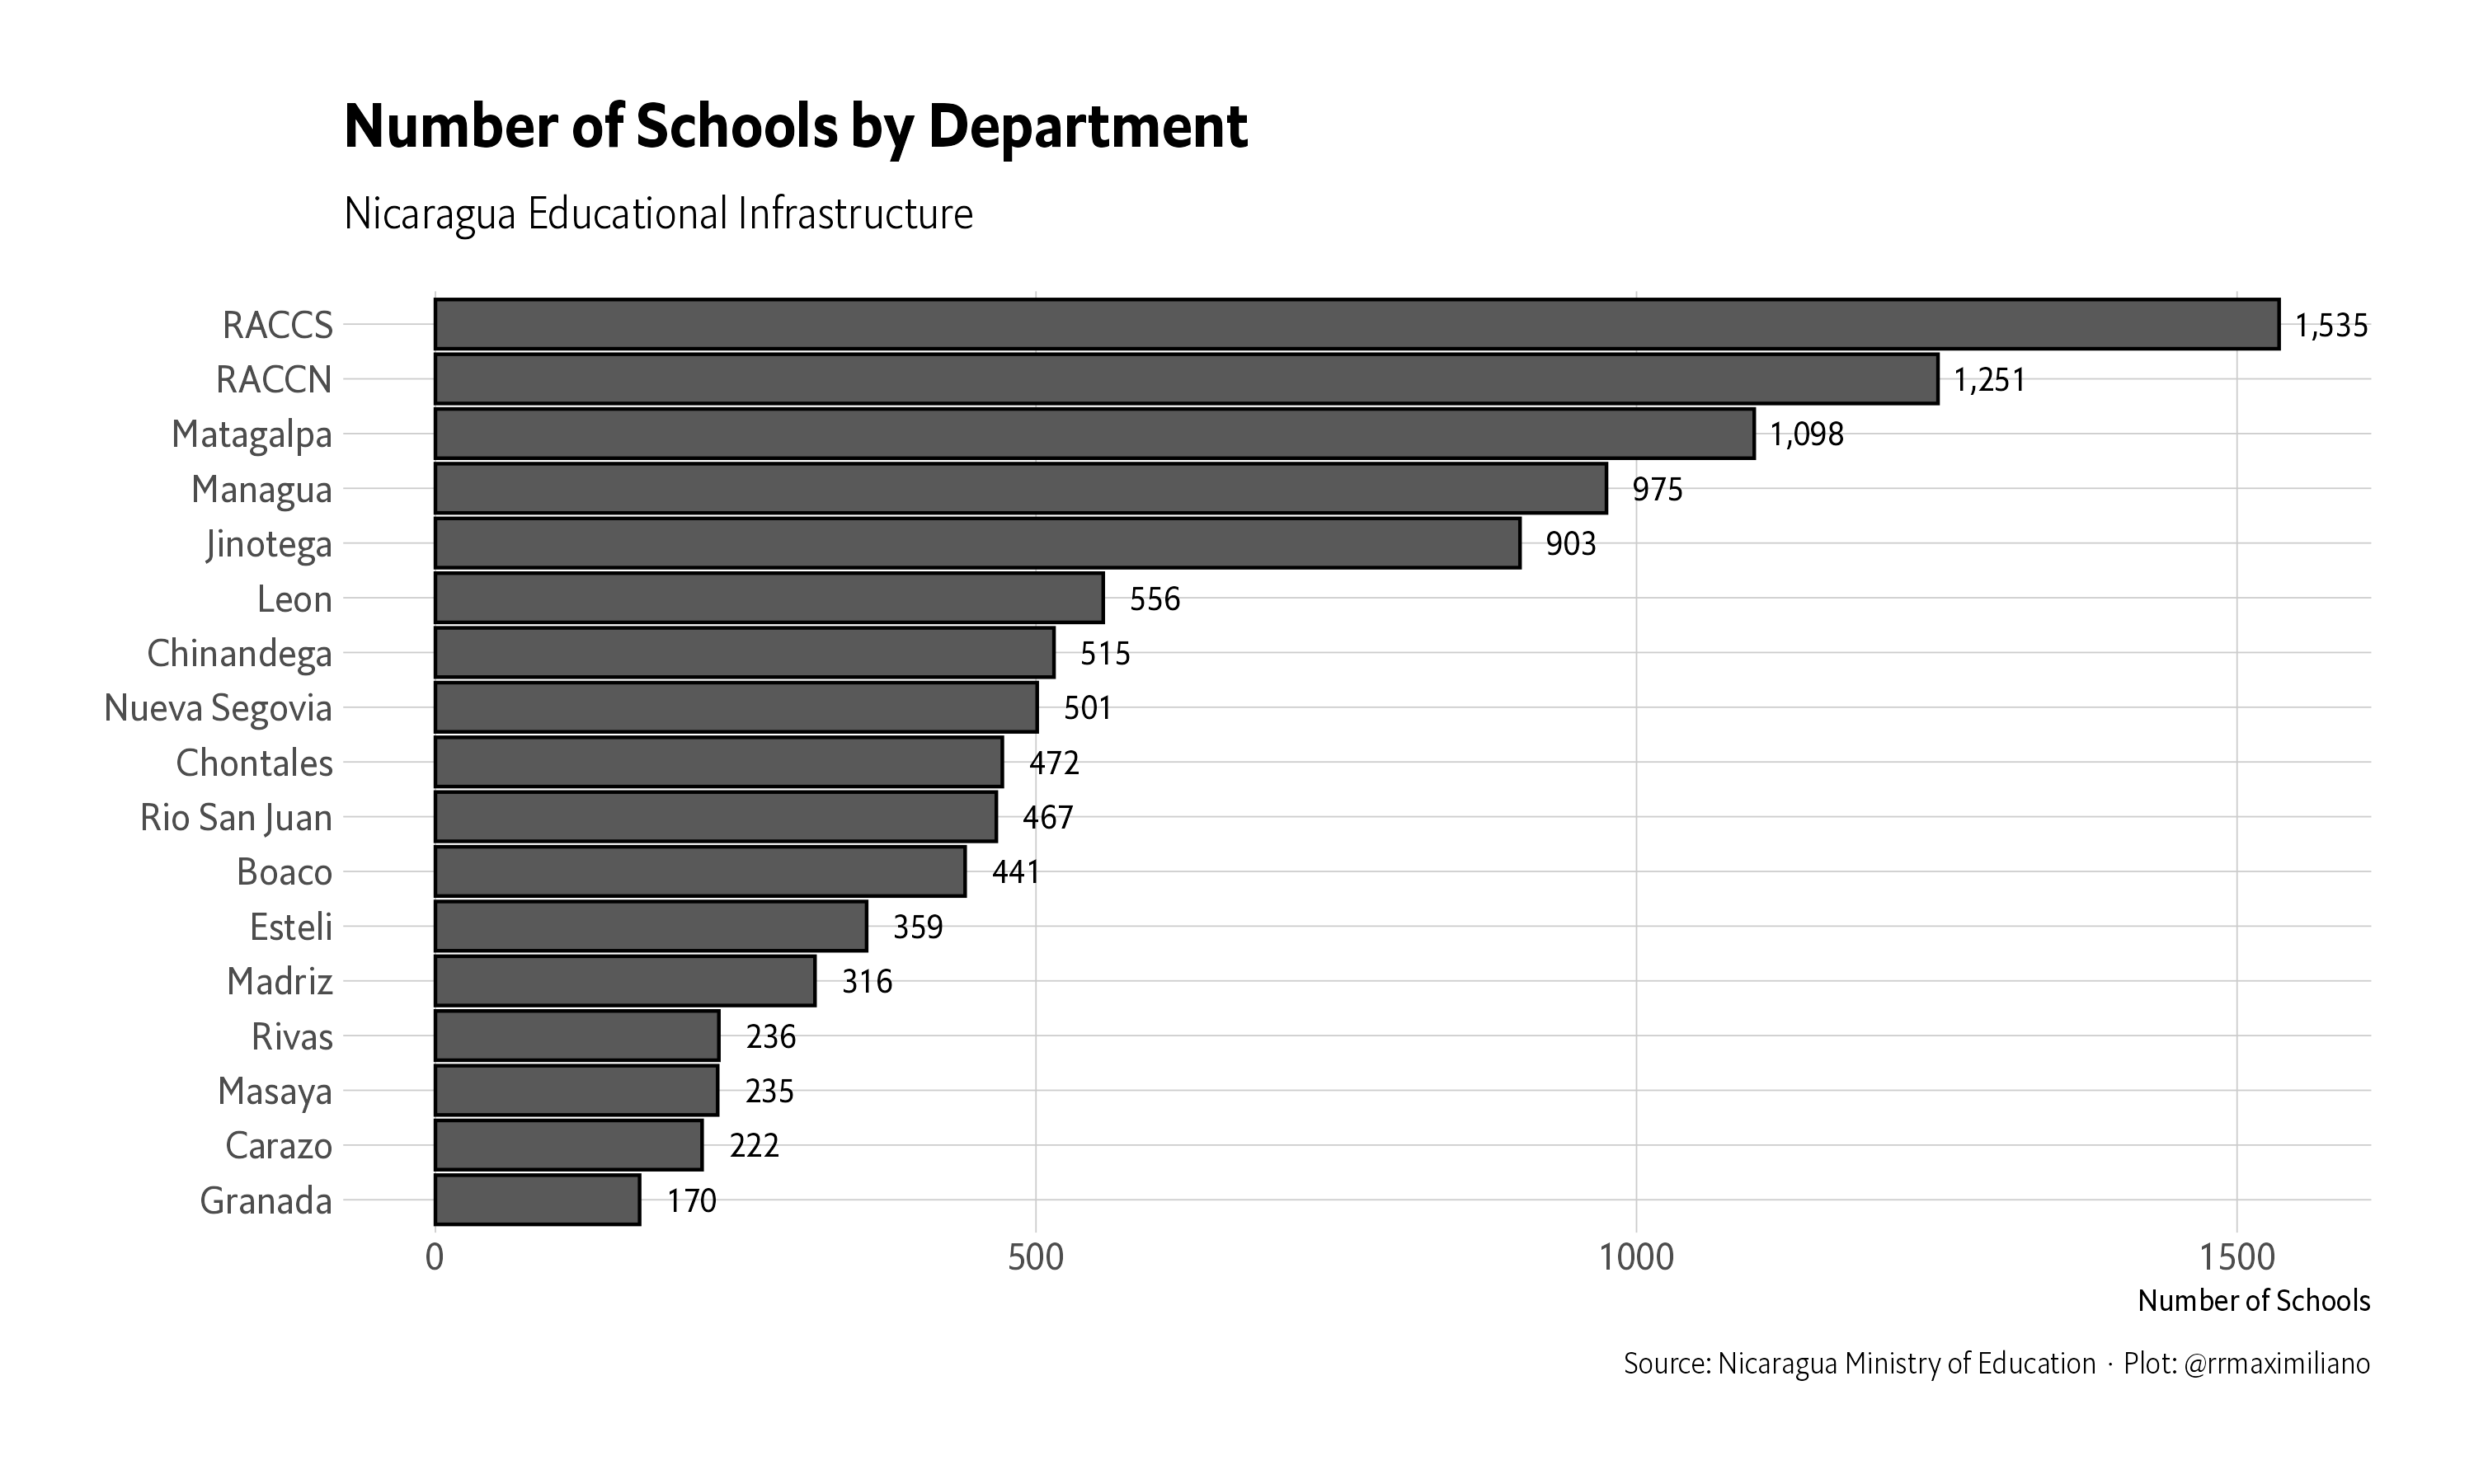 Number of Schools by Department
Nicaragua Educational Infrastructure
RACCS 1,535
RACCN 1,251
Matagalpa 1,098
Managua 975
Jinotega 903
Leon 556
Chinandega 515
Nueva Segovia 501
Chontales 472
Rio San Juan 467
Boaco 441
Esteli 359
Madriz 316
Rivas 236
Masaya 235
Carazo 222
Granada 170
0 500 1000 1500
Number of Schools
Source: Nicaragua Ministry of Education · Plot: @rrmaximiliano